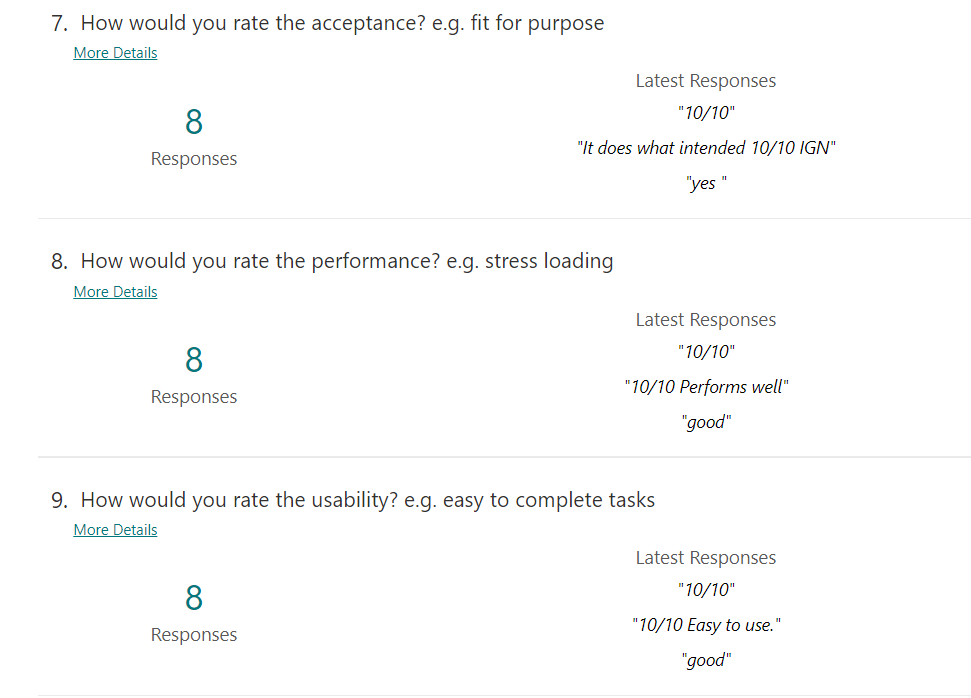 7. How would you rate the acceptance? e.g. fit for purpose
More Details
Latest Responses
8
"10/10"
Responses
"It does what intended 10/10 IGN"
"yes "
8. How would you rate the performance? e.g. stress loading
More Details
Latest Responses
8
"10/10"
Responses
"10/10 Performs well"
"good"
9. How would you rate the usability? e.g. easy to complete tasks
More Details
Latest Responses
8
"10/10"
Responses
"10/10 Easy to use."
"good"